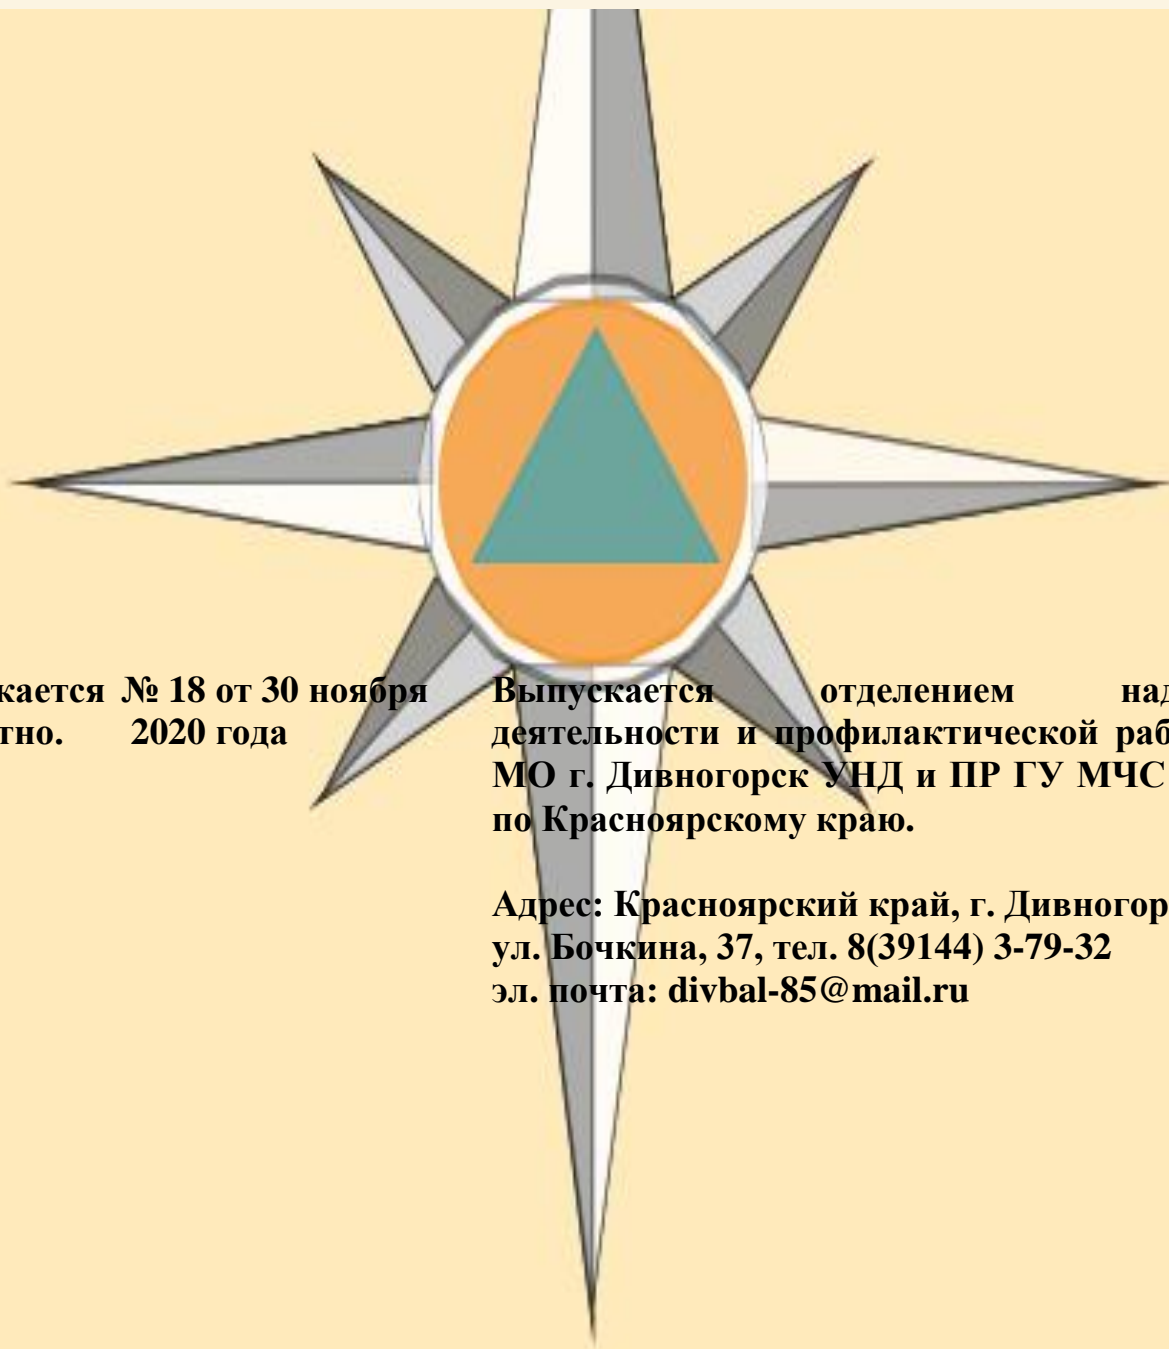 кается № 18 от 30 ноября
тно. 2020 года
Выпускается отделением над
деятельности и профилактической раб
МО г. Дивногорск УНД и ПР ГУ МЧС
по Красноярскому краю.
Адрес: Красноярский край, г. Дивногор
ул. Бочкина, 37, тел. 8(39144) 3-79-32
эл. почта: divbal-85@mail.ru